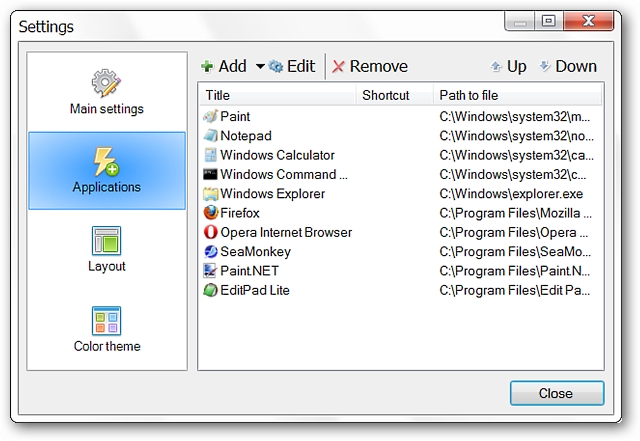 Settings
Main settings
Applications
Layout
Color theme
Add Edit Remove Up Down
Title Shortcut Path to file
Paint C:\Windows\system32\m...
Notepad C:\Windows\system32\no...
Windows Calculator C:\Windows\system32\ca...
Windows Command ... C:\Windows\system32\c...
Windows Explorer C:\Windows\explorer.exe
Firefox C:\Program Files\Mozilla ...
Opera Internet Browser C:\Program Files\Opera ...
SeaMonkey C:\Program Files\SeaMo...
Paint.NET C:\Program Files\Paint.N...
EditPad Lite C:\Program Files\Edit Pa...
Close